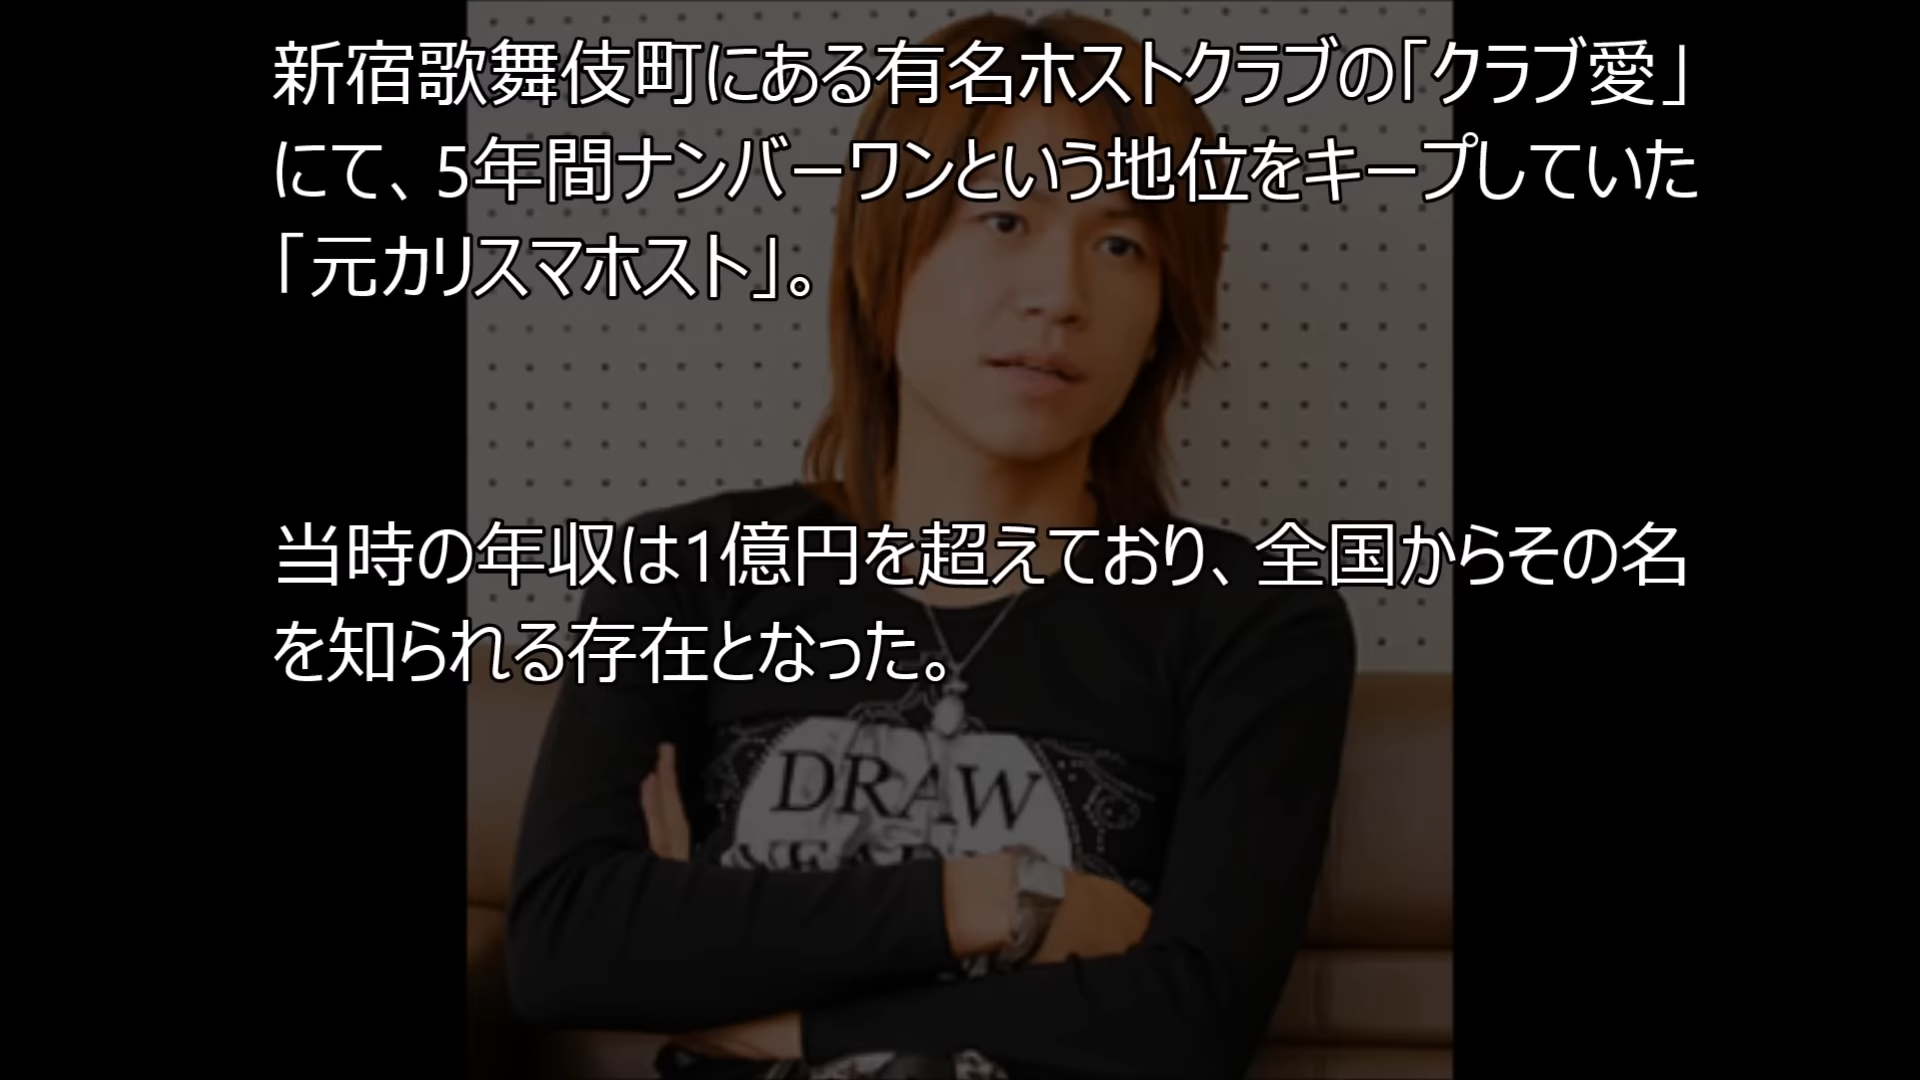 新宿歌舞伎町にある有名ホストクラブの「クラブ愛」
にて、5年間ナンバーワンという地位をキープしていた
「元カリスマホスト」。
当時の年収は1億円を超えており、全国からその名
を知られる存在となった。
DRAW